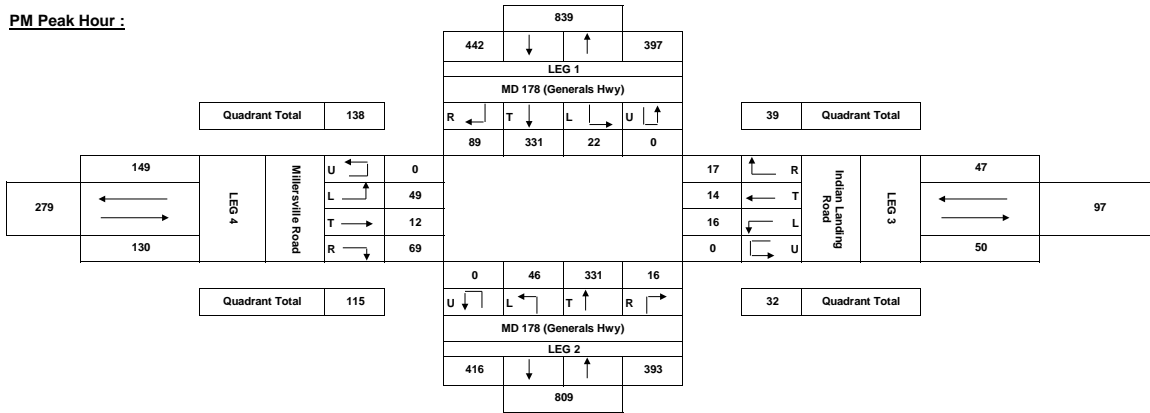 PM Peak Hour :
839
442 397
LEG 1
MD 178 (Generals Hwy)
Quadrant Total 138
R T L U
Quadrant Total 39
89 331 22 0
149
279
130
LEG 4
Millersville Road
U 0
L 49
T 12
R 69
17 R
14 T
16 L
0 U
Indian Landing
Road
LEG 3
47
97
50
0 46 331 16
Quadrant Total 115
U L T R
Quadrant Total 32
MD 178 (Generals Hwy)
LEG 2
416 393
809